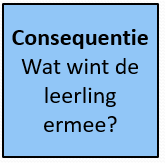 Consequentie
Wat wint de
leerling
ermee?